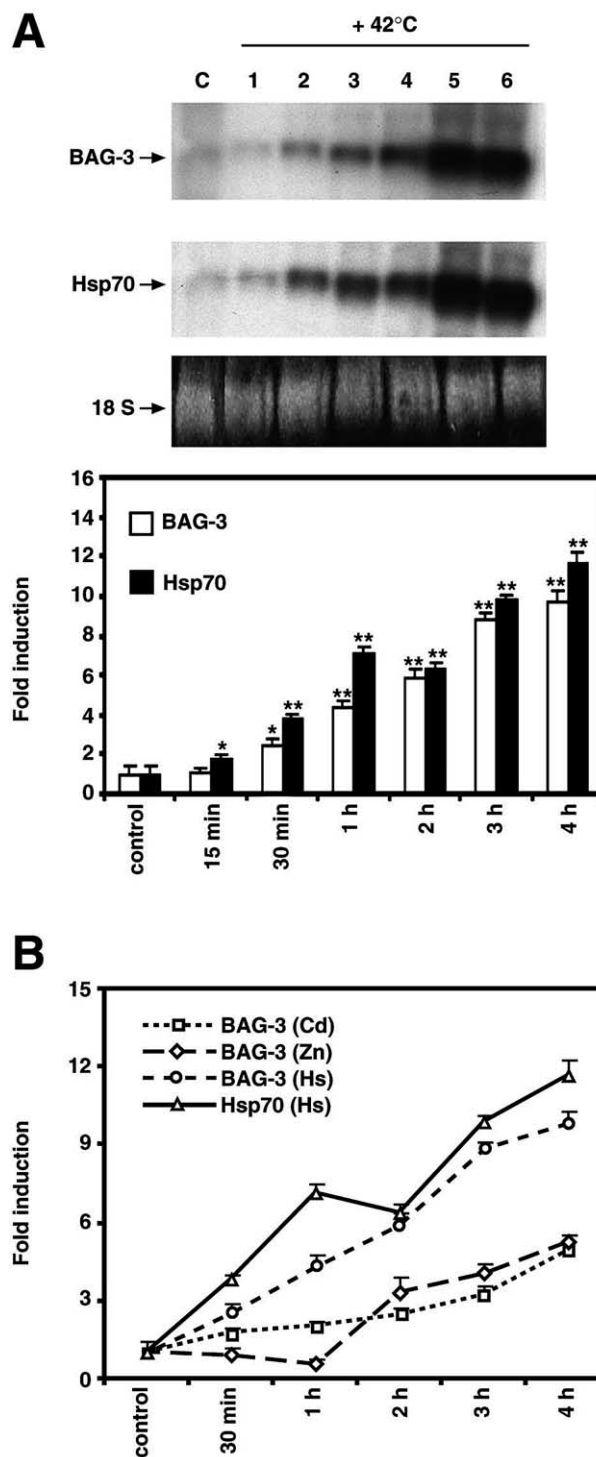 A
+ 42°C
C 1 2 3 4 5 6
BAG-3
Hsp70
18 S
16
14
12
10
8
6
4
2
0
Fold induction
BAG-3
Hsp70
* * ** ** ** ** ** ** ** ** **
control 15 min 30 min 1 h 2 h 3 h 4 h
B
15
12
9
6
3
0
Fold induction
BAG-3 (Cd)
BAG-3 (Zn)
BAG-3 (Hs)
Hsp70 (Hs)
control 30 min 1 h 2 h 3 h 4 h